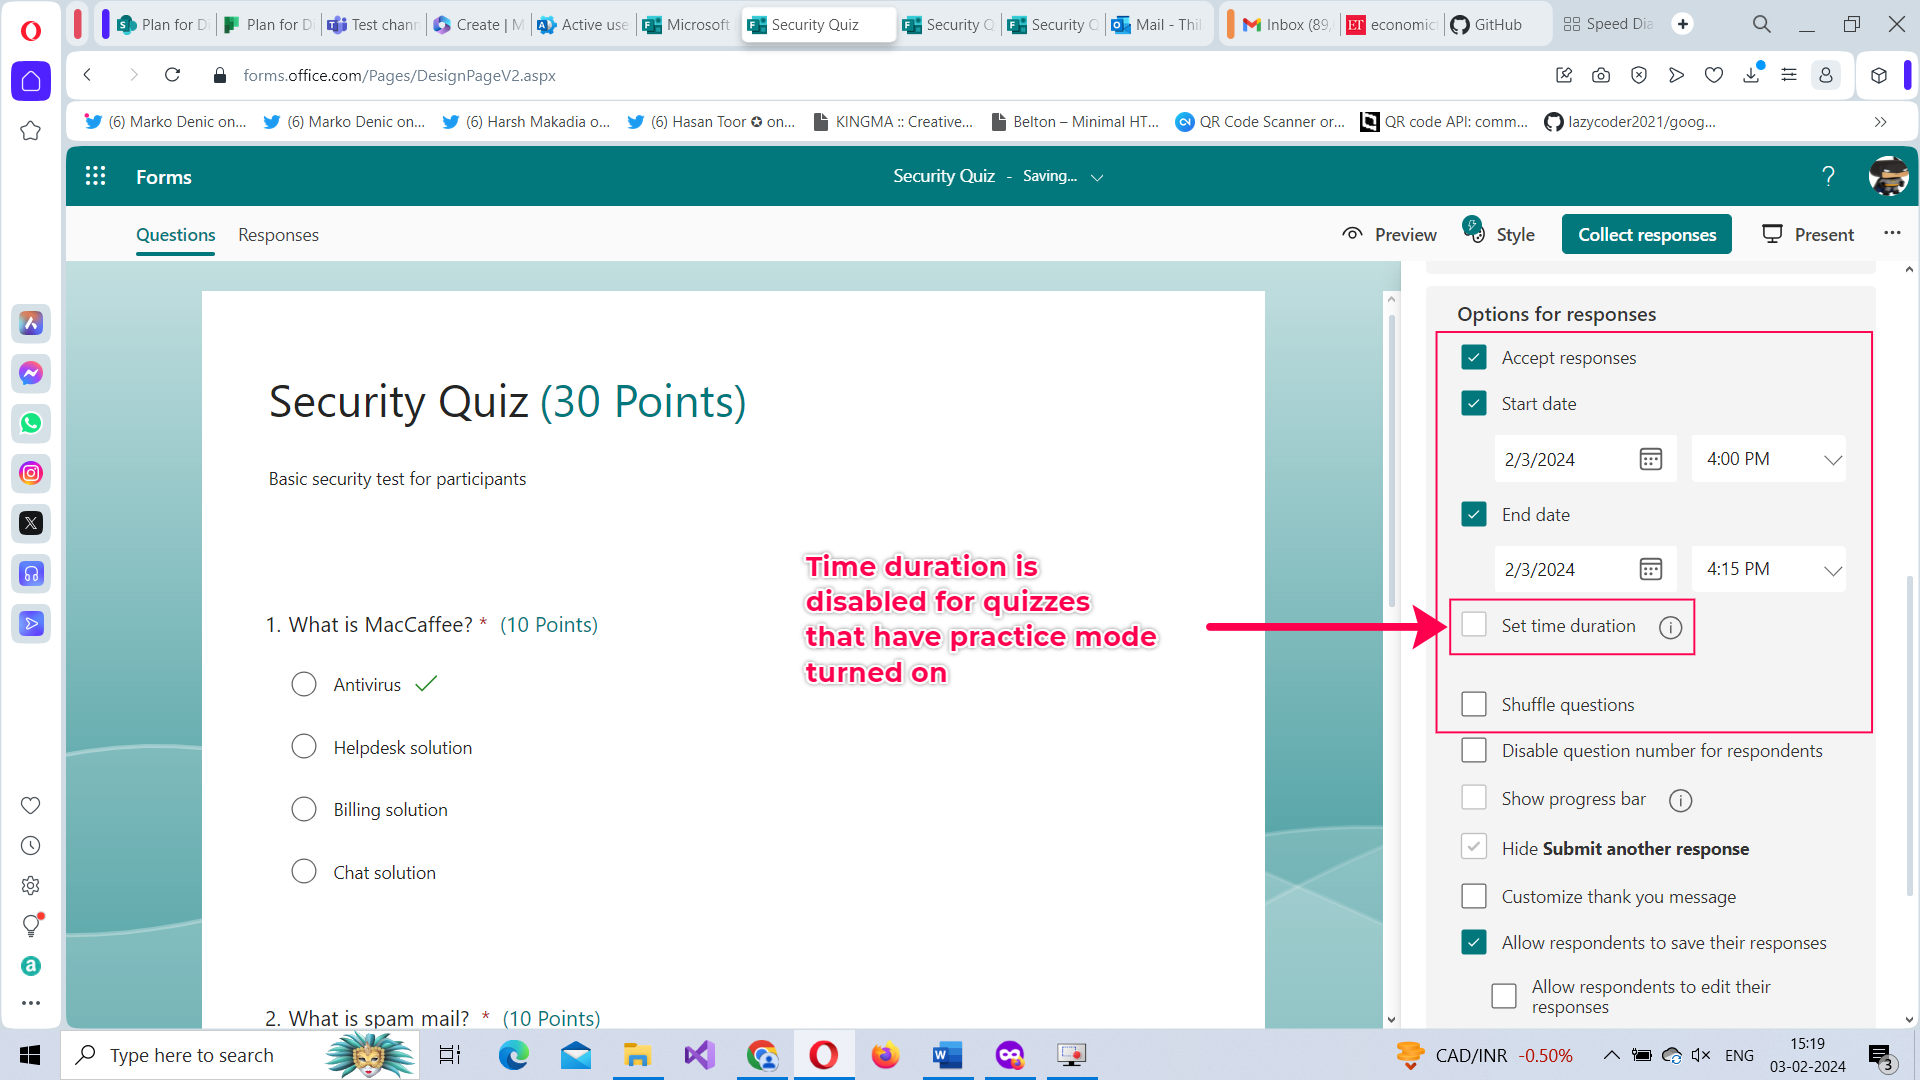 Plan for D
Plan for D
Test chann
Create | M
Active use
Microsoft
Security Quiz
Security Q
Security Q
Mail - Thi
Inbox (89,
economic
GitHub
Speed Dia
forms.office.com/Pages/DesignPageV2.aspx
(6) Marko Denic on...
(6) Marko Denic on...
(6) Harsh Makadia o...
(6) Hasan Toor ✪ on...
KINGMA :: Creative...
Belton – Minimal HT...
QR Code Scanner or...
QR code API: comm...
lazycoder2021/goog...
Forms
Security Quiz - Saving...
?
Questions
Responses
Preview
Style
Collect responses
Present
Security Quiz (30 Points)
Basic security test for participants
1. What is MacCaffee? * (10 Points)
Antivirus
Helpdesk solution
Billing solution
Chat solution
2. What is spam mail? * (10 Points)
Time duration is
disabled for quizzes
that have practice mode
turned on
Options for responses
Accept responses
Start date
2/3/2024
4:00 PM
End date
2/3/2024
4:15 PM
Set time duration
Shuffle questions
Disable question number for respondents
Show progress bar
Hide Submit another response
Customize thank you message
Allow respondents to save their responses
Allow respondents to edit their
responses
Type here to search
CAD/INR -0.50%
ENG
15:19
03-02-2024
3